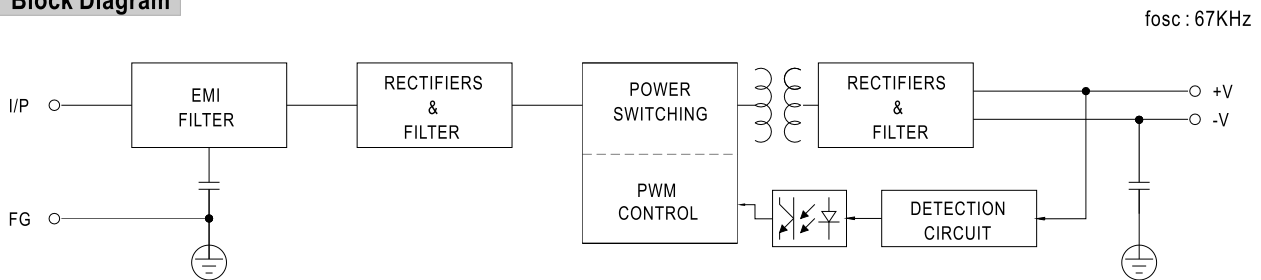 Block Diagram
fosc : 67KHz
I/P
EMI
FILTER
RECTIFIERS
&
FILTER
POWER
SWITCHING
RECTIFIERS
&
FILTER
+V
-V
PWM
CONTROL
DETECTION
CIRCUIT
FG